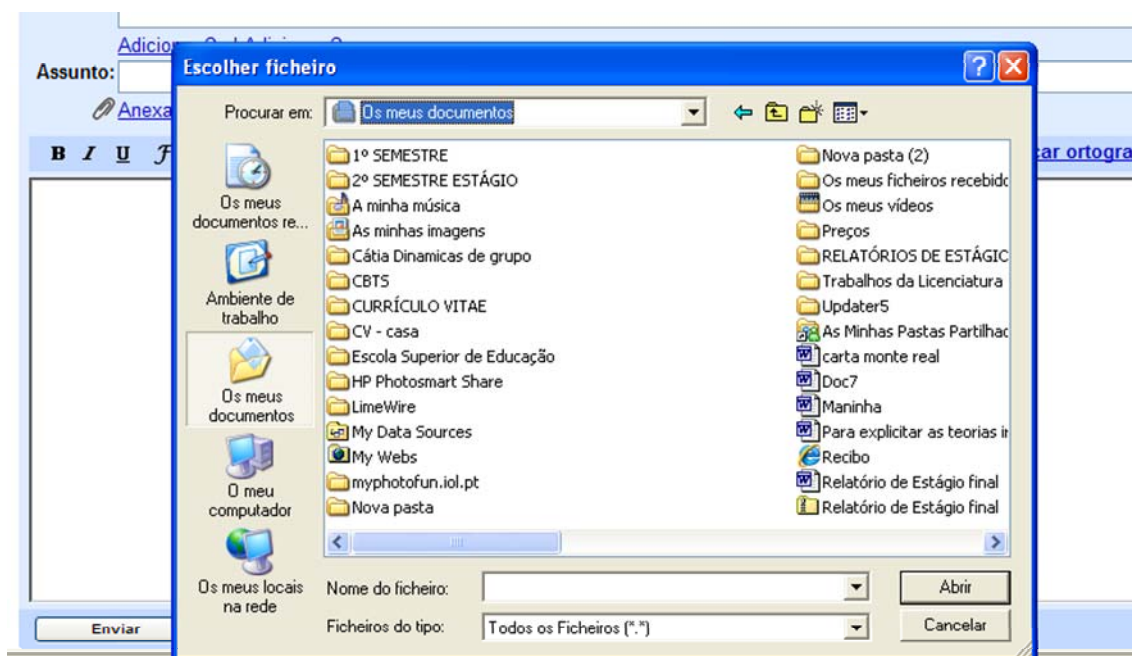 Adicio
Assunto:
Anexa
B I U
car ortogra
Enviar
Escolher ficheiro
Procurar em:
Os meus documentos
Os meus
documentos re...
Ambiente de
trabalho
Os meus
documentos
O meu
computador
Os meus locais
na rede
1º SEMESTRE
2º SEMESTRE ESTÁGIO
A minha música
As minhas imagens
Cátia Dinamicas de grupo
CBTS
CURRÍCULO VITAE
CV - casa
Escola Superior de Educação
HP Photosmart Share
LimeWire
My Data Sources
My Webs
myphotofun.iol.pt
Nova pasta
Nova pasta (2)
Os meus ficheiros recebido
Os meus vídeos
Preços
RELATÓRIOS DE ESTÁGIO
Trabalhos da Licenciatura
Updater5
As Minhas Pastas Partilhad
carta monte real
Doc7
Maninha
Para explicitar as teorias i
Recibo
Relatório de Estágio final
Relatório de Estágio final
Nome do ficheiro:
Abrir
Ficheiros do tipo:
Todos os Ficheiros (*.*)
Cancelar